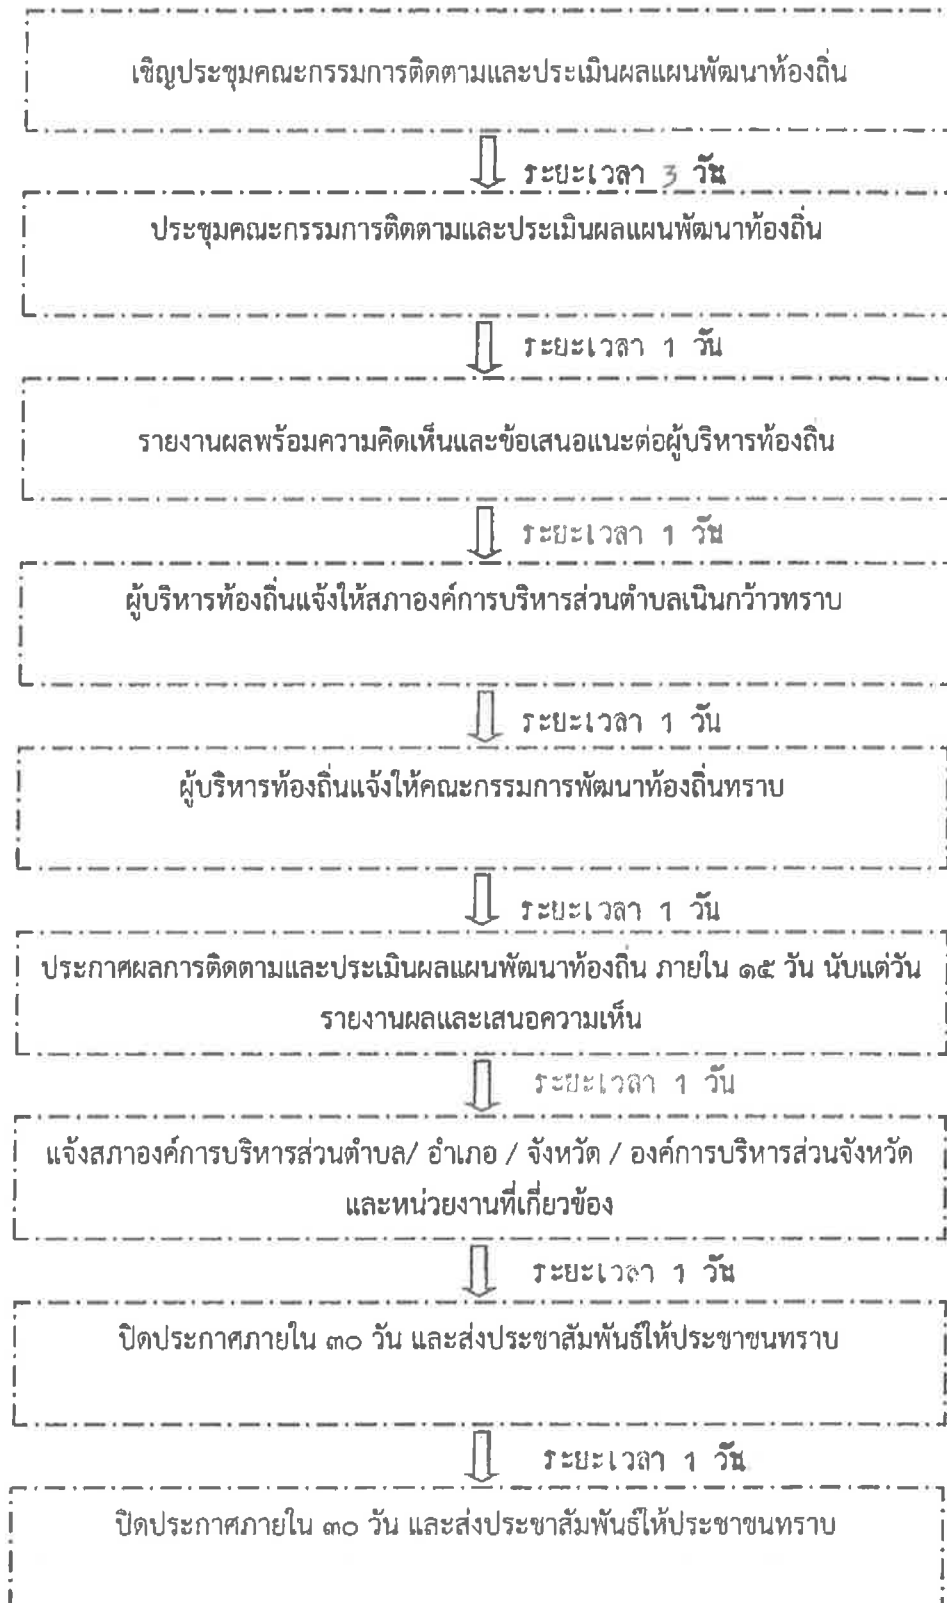 เชิญประชุมคณะกรรมการติดตามและประเมินผลแผนพัฒนาท้องถิ่น
ระยะเวลา 3 วัน
ประชุมคณะกรรมการติดตามและประเมินผลแผนพัฒนาท้องถิ่น
ระยะเวลา 1 วัน
รายงานผลพร้อมความคิดเห็นและข้อเสนอแนะต่อผู้บริหารท้องถิ่น
ระยะเวลา 1 วัน
ผู้บริหารท้องถิ่นแจ้งให้สภาองค์การบริหารส่วนตำบลเนินกว้าวทราบ
ระยะเวลา 1 วัน
ผู้บริหารท้องถิ่นแจ้งให้คณะกรรมการพัฒนาท้องถิ่นทราบ
ระยะเวลา 1 วัน
ประกาศผลการติดตามและประเมินผลแผนพัฒนาท้องถิ่น ภายใน ๑๕ วัน นับแต่วัน
รายงานผลและเสนอความเห็น
ระยะเวลา 1 วัน
แจ้งสภาองค์การบริหารส่วนตำบล/ อำเภอ / จังหวัด / องค์การบริหารส่วนจังหวัด
และหน่วยงานที่เกี่ยวข้อง
ระยะเวลา 1 วัน
ปิดประกาศภายใน ๓๐ วัน และส่งประชาสัมพันธ์ให้ประชาชนทราบ
ระยะเวลา 1 วัน
ปิดประกาศภายใน ๓๐ วัน และส่งประชาสัมพันธ์ให้ประชาชนทราบ